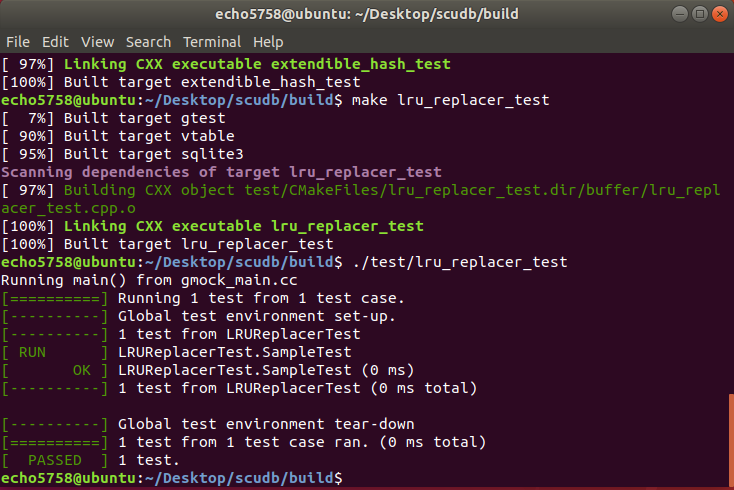 echo5758@ubuntu: ~/Desktop/scudb/build
File Edit View Search Terminal Help
[ 97%] Linking CXX executable extendible_hash_test
[100%] Built target extendible_hash_test
echo5758@ubuntu:~/Desktop/scudb/build$ make lru_replacer_test
[  7%] Built target gtest
[ 90%] Built target vtable
[ 95%] Built target sqlite3
Scanning dependencies of target lru_replacer_test
[ 97%] Building CXX object test/CMakeFiles/lru_replacer_test.dir/buffer/lru_repl
acer_test.cpp.o
[100%] Linking CXX executable lru_replacer_test
[100%] Built target lru_replacer_test
echo5758@ubuntu:~/Desktop/scudb/build$ ./test/lru_replacer_test
Running main() from gmock_main.cc
[==========] Running 1 test from 1 test case.
[----------] Global test environment set-up.
[----------] 1 test from LRUReplacerTest
[ RUN      ] LRUReplacerTest.SampleTest
[       OK ] LRUReplacerTest.SampleTest (0 ms)
[----------] 1 test from LRUReplacerTest (0 ms total)
[----------] Global test environment tear-down
[==========] 1 test from 1 test case ran. (0 ms total)
[  PASSED  ] 1 test.
echo5758@ubuntu:~/Desktop/scudb/build$